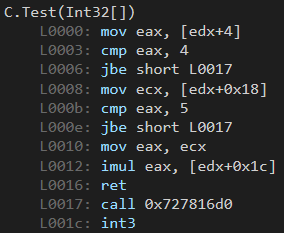 C.Test(Int32[])
L0000: mov eax, [edx+4]
L0003: cmp eax, 4
L0006: jbe short L0017
L0008: mov ecx, [edx+0x18]
L000b: cmp eax, 5
L000e: jbe short L0017
L0010: mov eax, ecx
L0012: imul eax, [edx+0x1c]
L0016: ret
L0017: call 0x727816d0
L001c: int3